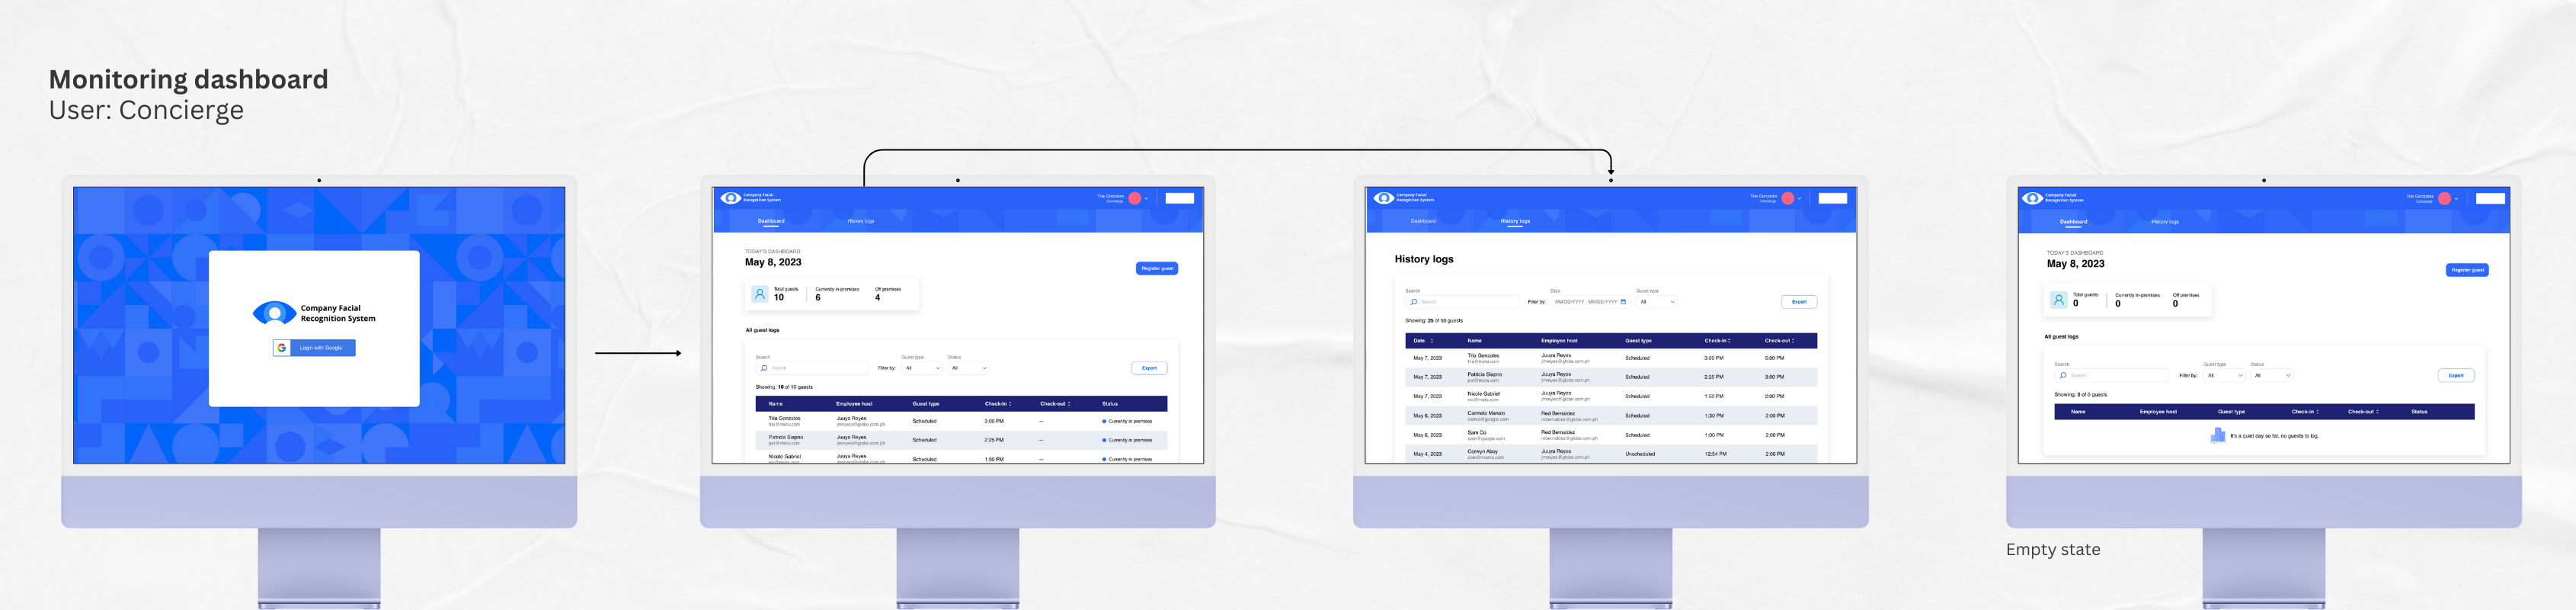 Monitoring dashboard
User: Concierge
Company Facial
Recognition System
Login with Google
Company Facial
Recognition System
Tris Gonzales
Concierge
Dashboard
History logs
TODAY'S DASHBOARD
May 8, 2023
Register guest
Total guests
10
Currently in-premises
6
Off premises
4
All guest logs
Search
Guest type
Status
Search
Filter by:
All
All
Export
Showing: 10 of 10 guests
Name Employee host Guest type Check-in Check-out Status
Tris Gonzales Juuya Reyes Scheduled 3:00 PM — Currently in premises
Patricia Siapno Juuya Reyes Scheduled 2:25 PM — Currently in premises
Nicole Gabriel Juuya Reyes Scheduled 1:50 PM — Currently in premises
Company Facial
Recognition System
Tris Gonzales
Concierge
Dashboard
History logs
History logs
Search
Date
Guest type
Search
Filter by:
MM/DD/YYYY - MM/DD/YYYY
All
Export
Showing: 25 of 50 guests
Date Name Employee host Guest type Check-in Check-out
May 7, 2023 Tris Gonzales Juuya Reyes Scheduled 3:00 PM 5:00 PM
May 7, 2023 Patricia Siapno Juuya Reyes Scheduled 2:25 PM 3:00 PM
May 7, 2023 Nicole Gabriel Juuya Reyes Scheduled 1:50 PM 2:00 PM
May 6, 2023 Carmela Manalo Red Bernaldez Scheduled 1:30 PM 2:00 PM
May 6, 2023 Sam Co Red Bernaldez Scheduled 1:00 PM 2:00 PM
May 4, 2023 Abay Juuya Reyes Unscheduled 12:54 PM 2:00 PM
Company Facial
Recognition System
Tris Gonzales
Concierge
Dashboard
History logs
TODAY'S DASHBOARD
May 8, 2023
Register guest
Total guests
0
Currently in-premises
0
Off premises
0
All guest logs
Search
Guest type
Status
Search
Filter by:
All
All
Export
Showing: 0 of 0 guests
Name Employee host Guest type Check-in Check-out Status
It's a quiet day so far, no guests to log.
Empty state